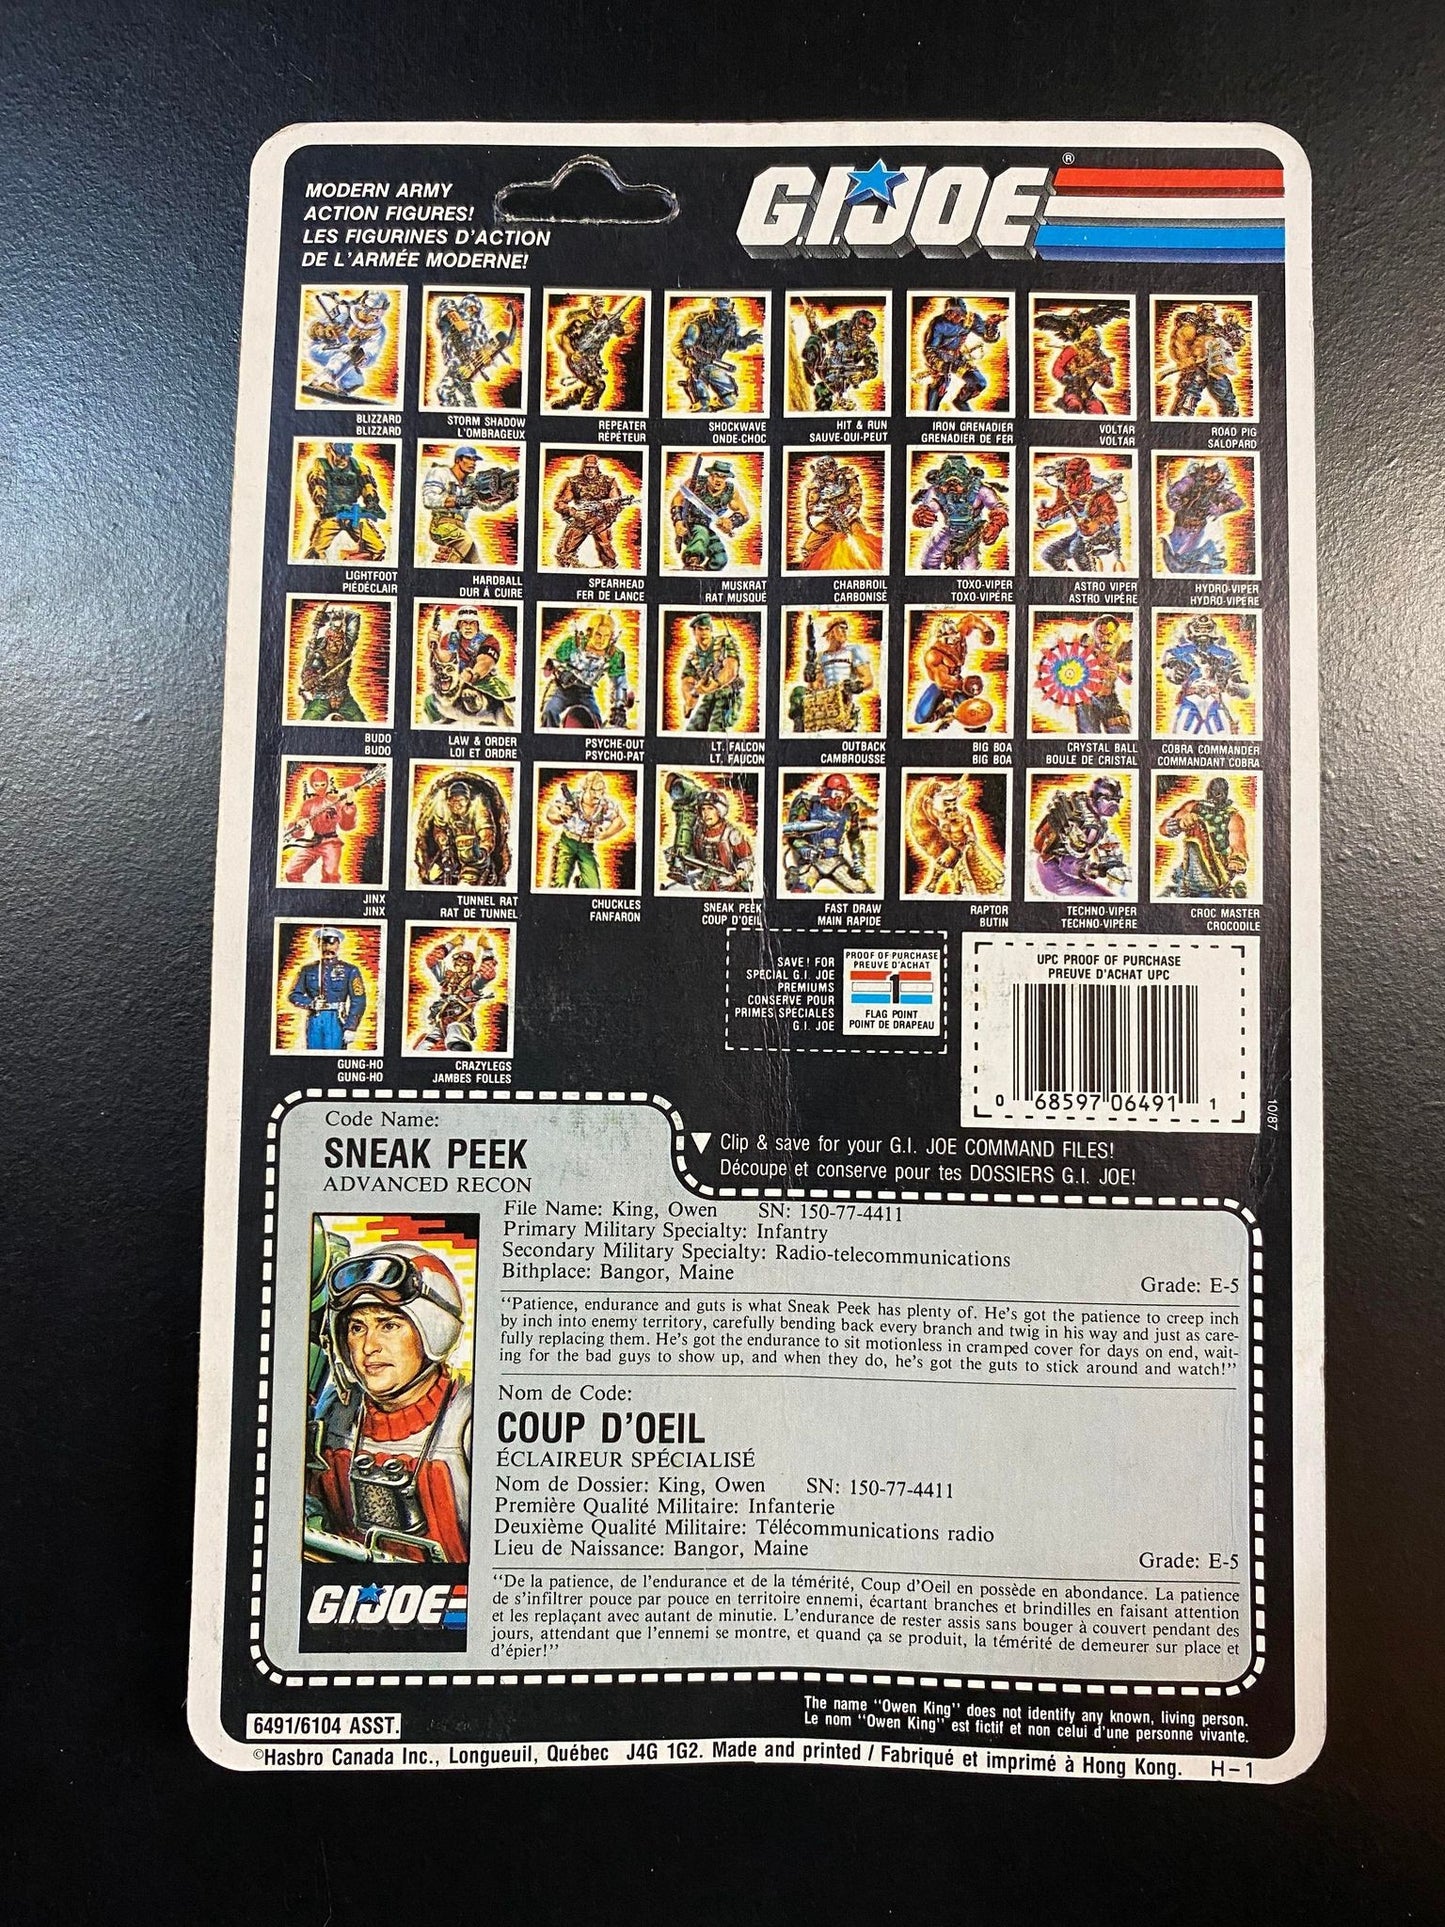 MODERN ARMY
ACTION FIGURES!
LES FIGURINES D'ACTION
DE L'ARMÉE MODERNE!
G.I.JOE®
BLIZZARD
BLIZZARD
STORM SHADOW
L'OMBRAGEUX
REPEATER
RÉPÉTEUR
SHOCKWAVE
ONDE-CHOC
HIT & RUN
SAUVE-QUI-PEUT
IRON GRENADIER
GRENADIER DE FER
VOLTAR
VOLTAR
ROAD PIG
SALOPARD
LIGHTFOOT
PIÉDÉCLAIR
HARDBALL
DUR À CUIRE
SPEARHEAD
FER DE LANCE
MUSKRAT
RAT MUSQUÉ
CHARBROIL
CARBONISÉ
TOXO-VIPER
TOXO-VIPÈRE
ASTRO VIPER
ASTRO VIPÈRE
HYDRO-VIPER
HYDRO-VIPÈRE
BUDO
BUDO
LAW & ORDER
LOI ET ORDRE
PSYCHE-OUT
PSYCHO-PAT
LT. FALCON
LT. FAUCON
OUTBACK
CAMBROUSSE
BIG BOA
BIG BOA
CRYSTAL BALL
BOULE DE CRISTAL
COBRA COMMANDER
COMMANDANT COBRA
JINX
JINX
TUNNEL RAT
RAT DE TUNNEL
CHUCKLES
FANFARON
SNEAK PEEK
COUP D'OEIL
FAST DRAW
MAIN RAPIDE
RAPTOR
BUTIN
TECHNO-VIPER
TECHNO-VIPÈRE
CROC MASTER
CROCODILE
GUNG-HO
GUNG-HO
CRAZYLEGS
JAMBES FOLLES
SAVE! FOR
SPECIAL G.I. JOE
PREMIUMS
CONSERVE POUR
PRIMES SPÉCIALES
G.I. JOE
PROOF OF PURCHASE
PREUVE D'ACHAT
1
FLAG POINT
POINT DE DRAPEAU
UPC PROOF OF PURCHASE
PREUVE D'ACHAT UPC
0 68597 06491 1
10/87
▼ Clip & save for your G.I. JOE COMMAND FILES!
Découpe et conserve pour tes DOSSIERS G.I. JOE!
Code Name:
SNEAK PEEK
ADVANCED RECON
File Name: King, Owen SN: 150-77-4411
Primary Military Specialty: Infantry
Secondary Military Specialty: Radio-telecommunications
Bithplace: Bangor, Maine
Grade: E-5
"Patience, endurance and guts is what Sneak Peek has plenty of. He's got the patience to creep inch
by inch into enemy territory, carefully bending back every branch and twig in his way and just as care-
fully replacing them. He's got the endurance to sit motionless in cramped cover for days on end, wait-
ing for the bad guys to show up, and when they do, he's got the guts to stick around and watch!"
Nom de Code:
COUP D'OEIL
ÉCLAIREUR SPÉCIALISÉ
Nom de Dossier: King, Owen SN: 150-77-4411
Première Qualité Militaire: Infanterie
Deuxième Qualité Militaire: Télécommunications radio
Lieu de Naissance: Bangor, Maine
Grade: E-5
"De la patience, de l'endurance et de la témérité, Coup d'Oeil en possède en abondance. La patience
de s'infiltrer pouce par pouce en territoire ennemi, écartant branches et brindilles en faisant attention
et les replaçant avec autant de minutie. L'endurance de rester assis sans bouger à couvert pendant des
jours, attendant que l'ennemi se montre, et quand ça se produit, la témérité de demeurer sur place et
d'épier!"
G.I.JOE
The name "Owen King" does not identify any known, living person.
Le nom "Owen King" est fictif et non celui d'une personne vivante.
6491/6104 ASST.
©Hasbro Canada Inc., Longueuil, Québec J4G 1G2. Made and printed / Fabriqué et imprimé à Hong Kong. H-1